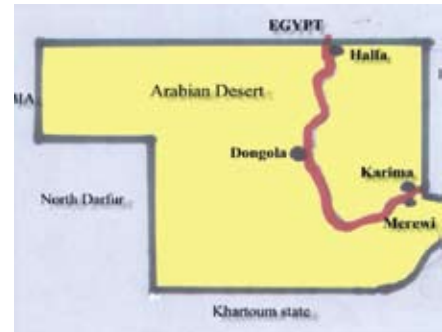 EGYPT
Halfa
Arabian Desert
Dongola
Karima
North Darfur
Merewi
Khartoum state